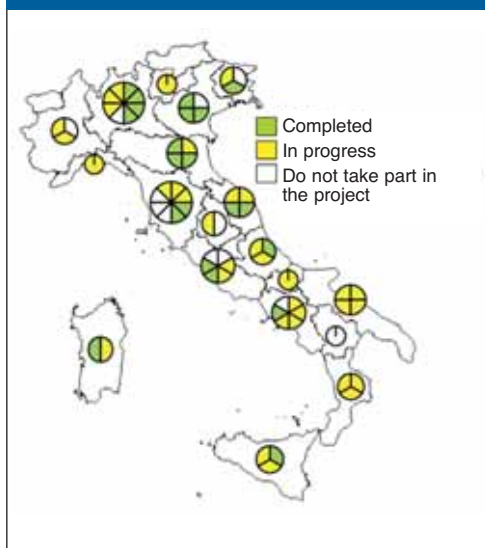 Completed
In progress
Do not take part in
the project